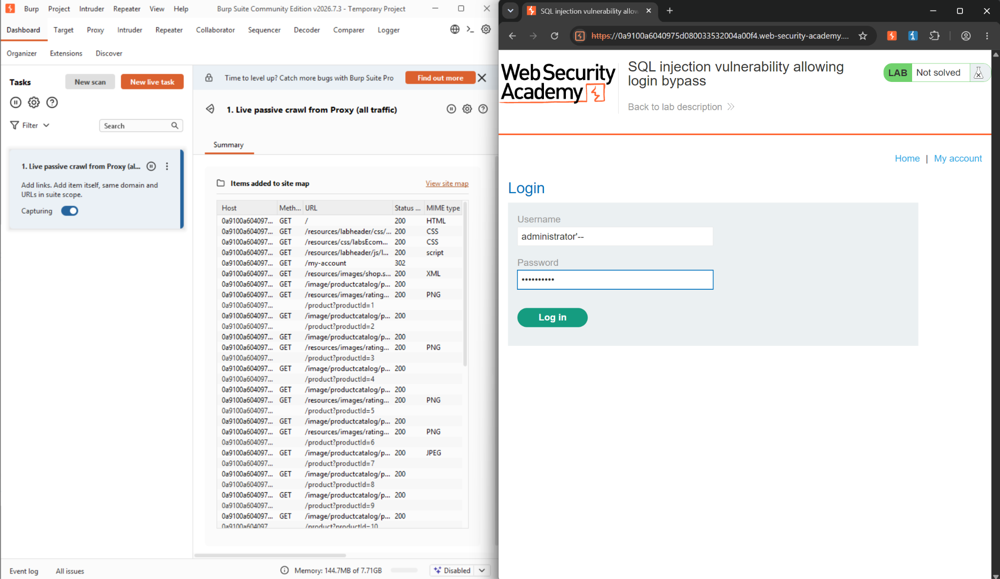 Burp Project Intruder Repeater View Help Burp Suite Community Edition v2026.7.3 - Temporary Project
Dashboard Target Proxy Intruder Repeater Collaborator Sequencer Decoder Comparer Logger
Organizer Extensions Discover
Tasks New scan New live task
Filter Search
1. Live passive crawl from Proxy (al...
Add links. Add item itself, same domain and
URLs in suite scope.
Capturing
Time to level up? Catch more bugs with Burp Suite Pro Find out more
1. Live passive crawl from Proxy (all traffic)
Summary
Items added to site map View site map
Host Meth... URL Status ... MIME type
0a9100a604097... GET / 200 HTML
0a9100a604097... GET /resources/labheader/css/... 200 CSS
0a9100a604097... GET /resources/css/labsEcom... 200 CSS
0a9100a604097... GET /resources/labheader/js/l... 200 script
0a9100a604097... GET /my-account 302
0a9100a604097... GET /resources/images/shop.s... 200 XML
0a9100a604097... GET /image/productcatalog/p... 200
0a9100a604097... GET /resources/images/rating... 200 PNG
0a9100a604097... /product?productId=1
0a9100a604097... GET /image/productcatalog/p... 200
0a9100a604097... /product?productId=2
0a9100a604097... GET /image/productcatalog/p... 200
0a9100a604097... GET /resources/images/rating... 200 PNG
0a9100a604097... /product?productId=3
0a9100a604097... GET /image/productcatalog/p... 200
0a9100a604097... /product?productId=4
0a9100a604097... GET /image/productcatalog/p... 200
0a9100a604097... GET /resources/images/rating... 200 PNG
0a9100a604097... /product?productId=5
0a9100a604097... GET /image/productcatalog/p... 200
0a9100a604097... GET /resources/images/rating... 200 PNG
0a9100a604097... /product?productId=6
0a9100a604097... GET /image/productcatalog/p... 200 JPEG
0a9100a604097... /product?productId=7
0a9100a604097... GET /image/productcatalog/p... 200
0a9100a604097... /product?productId=8
0a9100a604097... GET /image/productcatalog/p... 200
0a9100a604097... /product?productId=9
0a9100a604097... GET /image/productcatalog/p... 200
0a9100a604097 /product?productId=10
Event log All issues Memory: 144.7MB of 7.71GB Disabled
SQL injection vulnerability allow
https://0a9100a6040975d080033532004a00f4.web-security-academy....
Web Security
Academy
SQL injection vulnerability allowing
login bypass
Back to lab description
LAB Not solved
Home | My account
Login
Username
administrator'--
Password
••••••••••
Log in